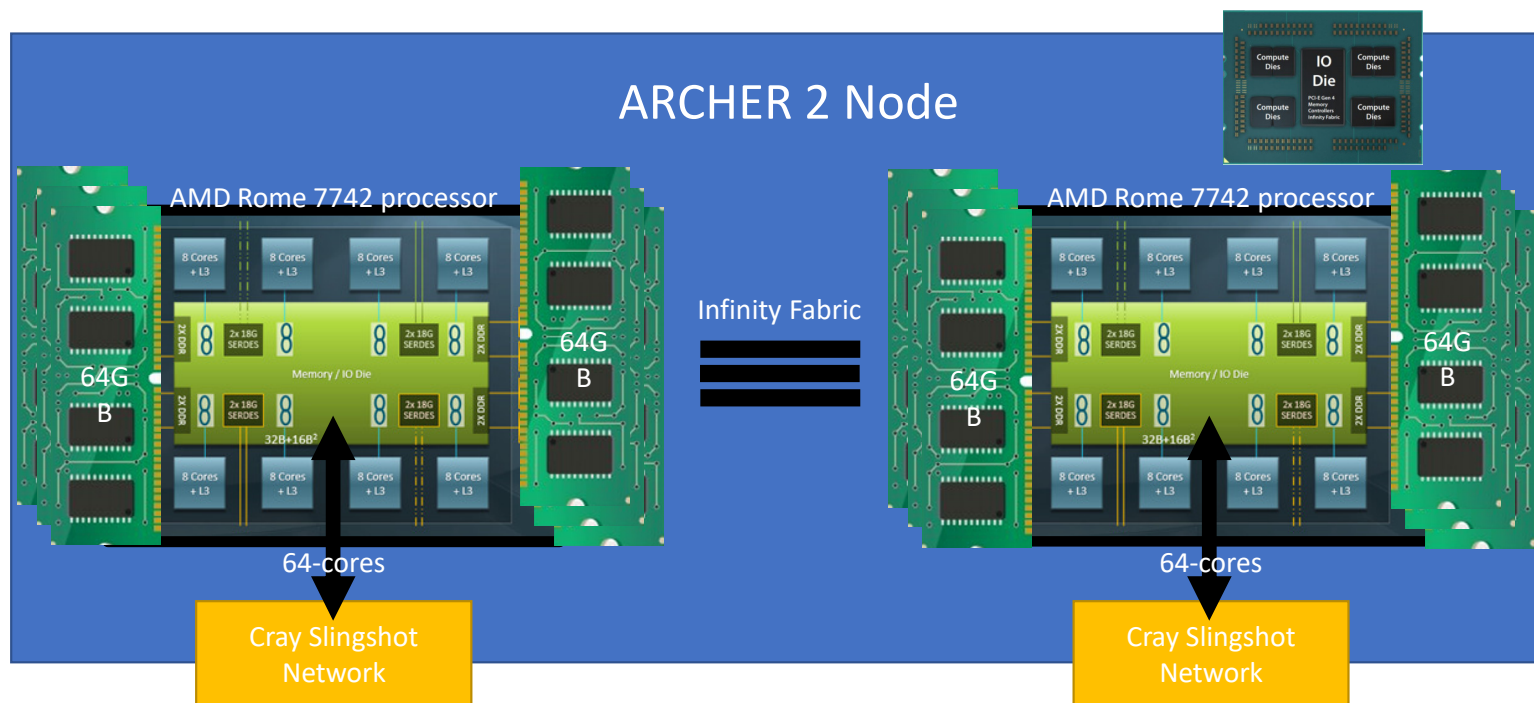 ARCHER 2 Node
Compute
Dies
IO
Die
PCI-E Gen 4
Memory
Controllers
Infinity Fabric
Compute
Dies
Compute
Dies
Compute
Dies
AMD Rome 7742 processor
8 Cores
+ L3
8 Cores
+ L3
8 Cores
+ L3
8 Cores
+ L3
2X DDR
2x 18G
SERDES
2x 18G
SERDES
2X DDR
Memory / IO Die
2X DDR
2x 18G
SERDES
2x 18G
SERDES
2X DDR
32B+16B²
8 Cores
+ L3
8 Cores
+ L3
8 Cores
+ L3
8 Cores
+ L3
64G
B
64G
B
64-cores
Cray Slingshot
Network
Infinity Fabric
AMD Rome 7742 processor
8 Cores
+ L3
8 Cores
+ L3
8 Cores
+ L3
8 Cores
+ L3
2X DDR
2x 18G
SERDES
2x 18G
SERDES
2X DDR
Memory / IO Die
2X DDR
2x 18G
SERDES
2x 18G
SERDES
2X DDR
32B+16B²
8 Cores
+ L3
8 Cores
+ L3
8 Cores
+ L3
8 Cores
+ L3
64G
B
64G
B
64-cores
Cray Slingshot
Network